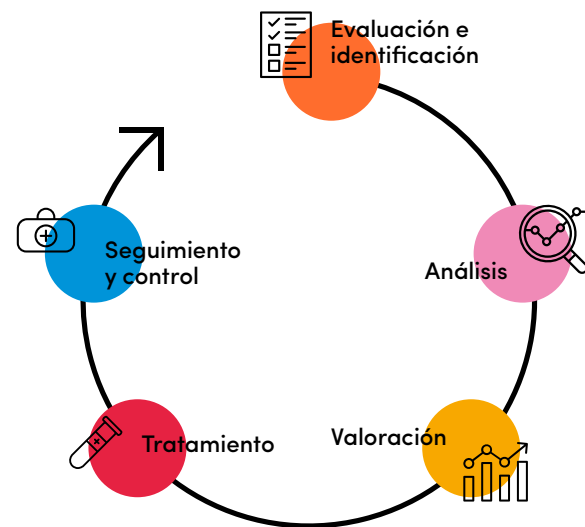 Evaluación e
identificación
Análisis
Valoración
Tratamiento
Seguimiento
y control